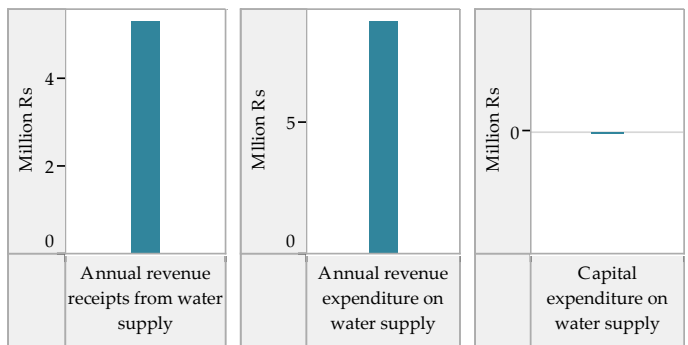 Million Rs
4
2
0
Annual revenue
receipts from water
supply
Mllion Rs
5
0
Annual revenue
expenditure on
water supply
Million Rs
0
Capital
expenditure on
water supply